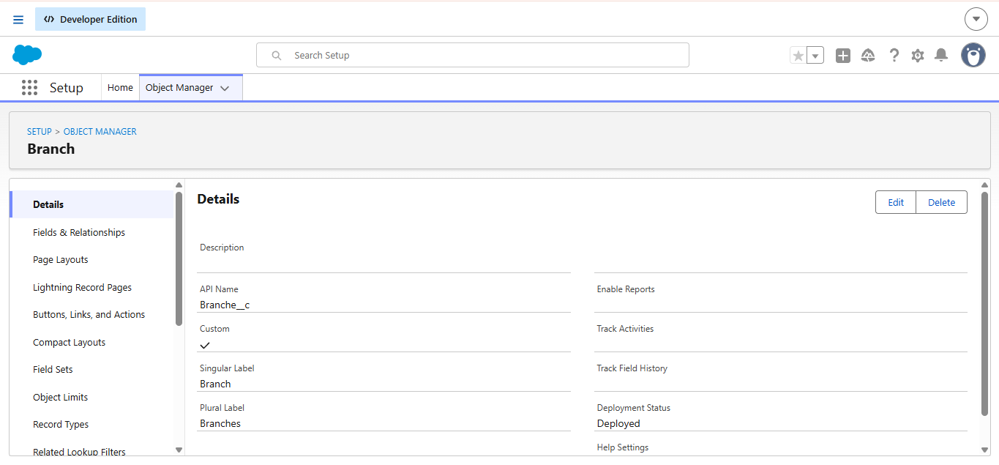 Developer Edition
Search Setup
Setup
Home
Object Manager
SETUP > OBJECT MANAGER
Branch
Details
Fields & Relationships
Page Layouts
Lightning Record Pages
Buttons, Links, and Actions
Compact Layouts
Field Sets
Object Limits
Record Types
Related Lookup Filters
Details
Edit
Delete
Description
API Name
Branche__c
Custom
Singular Label
Branch
Plural Label
Branches
Enable Reports
Track Activities
Track Field History
Deployment Status
Deployed
Help Settings